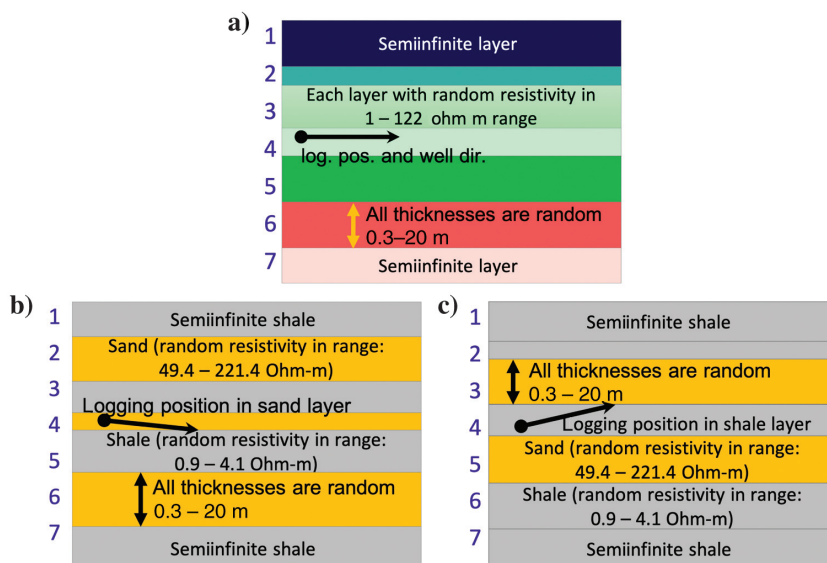 a)
1
Semiinfinite layer
2
Each layer with random resistivity in
3
1 – 122 ohm m range
4
log. pos. and well dir.
5
All thicknesses are random
6
0.3–20 m
7
Semiinfinite layer
b)
1
Semiinfinite shale
2
Sand (random resistivity in range:
49.4 – 221.4 Ohm-m)
3
Logging position in sand layer
4
Shale (random resistivity in range:
5
0.9 – 4.1 Ohm-m)
All thicknesses are random
6
0.3 – 20 m
7
Semiinfinite shale
c)
1
Semiinfinite shale
2
All thicknesses are random
3
0.3 – 20 m
4
Logging position in shale layer
Sand (random resistivity in range:
5
49.4 – 221.4 Ohm-m)
6
Shale (random resistivity in range:
0.9 – 4.1 Ohm-m)
7
Semiinfinite shale